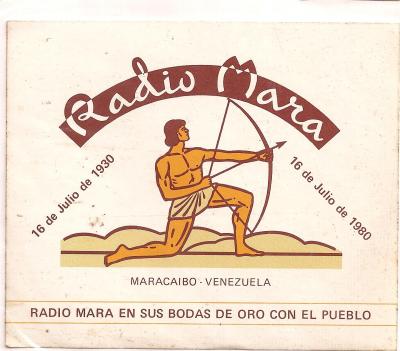 Radio Mara
16 de Julio de 1930
16 de Julio de 1980
MARACAIBO - VENEZUELA
RADIO MARA EN SUS BODAS DE ORO CON EL PUEBLO